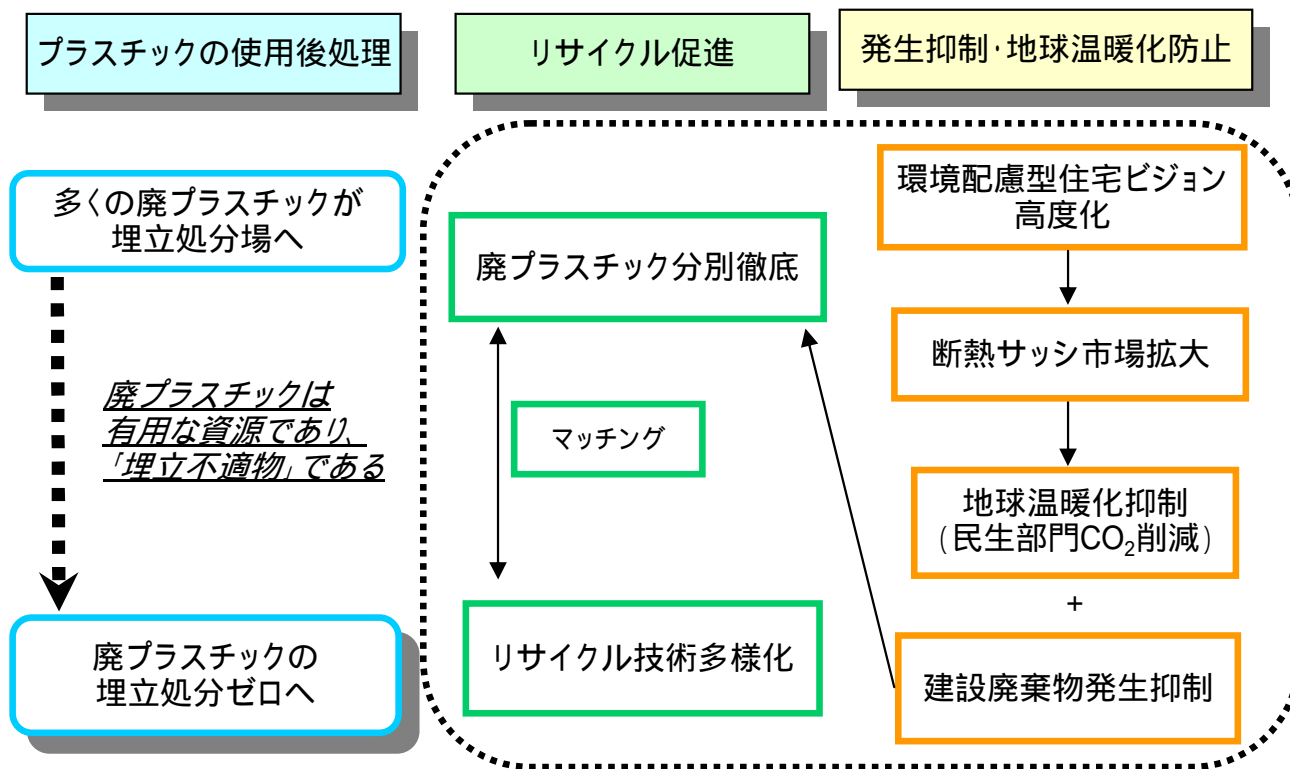 プラスチックの使用後処理
リサイクル促進
発生抑制・地球温暖化防止
多くの廃プラスチックが
埋立処分場へ
廃プラスチックは
有用な資源であり、
「埋立不適物」である
廃プラスチックの
埋立処分ゼロへ
廃プラスチック分別徹底
マッチング
リサイクル技術多様化
環境配慮型住宅ビジョン
高度化
断熱サッシ市場拡大
地球温暖化抑制
(民生部門CO₂削減)
+
建設廃棄物発生抑制